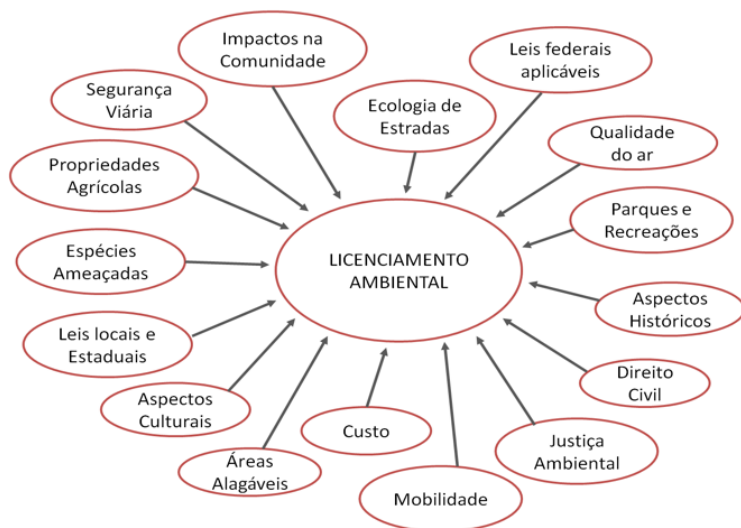 Impactos na
Comunidade
Leis federais
aplicáveis
Segurança
Viária
Ecologia de
Estradas
Qualidade
do ar
Propriedades
Agrícolas
Parques e
Recreações
Espécies
Ameaçadas
LICENCIAMENTO
AMBIENTAL
Aspectos
Históricos
Leis locais e
Estaduais
Direito
Civil
Aspectos
Culturais
Custo
Justiça
Ambiental
Áreas
Alagáveis
Mobilidade